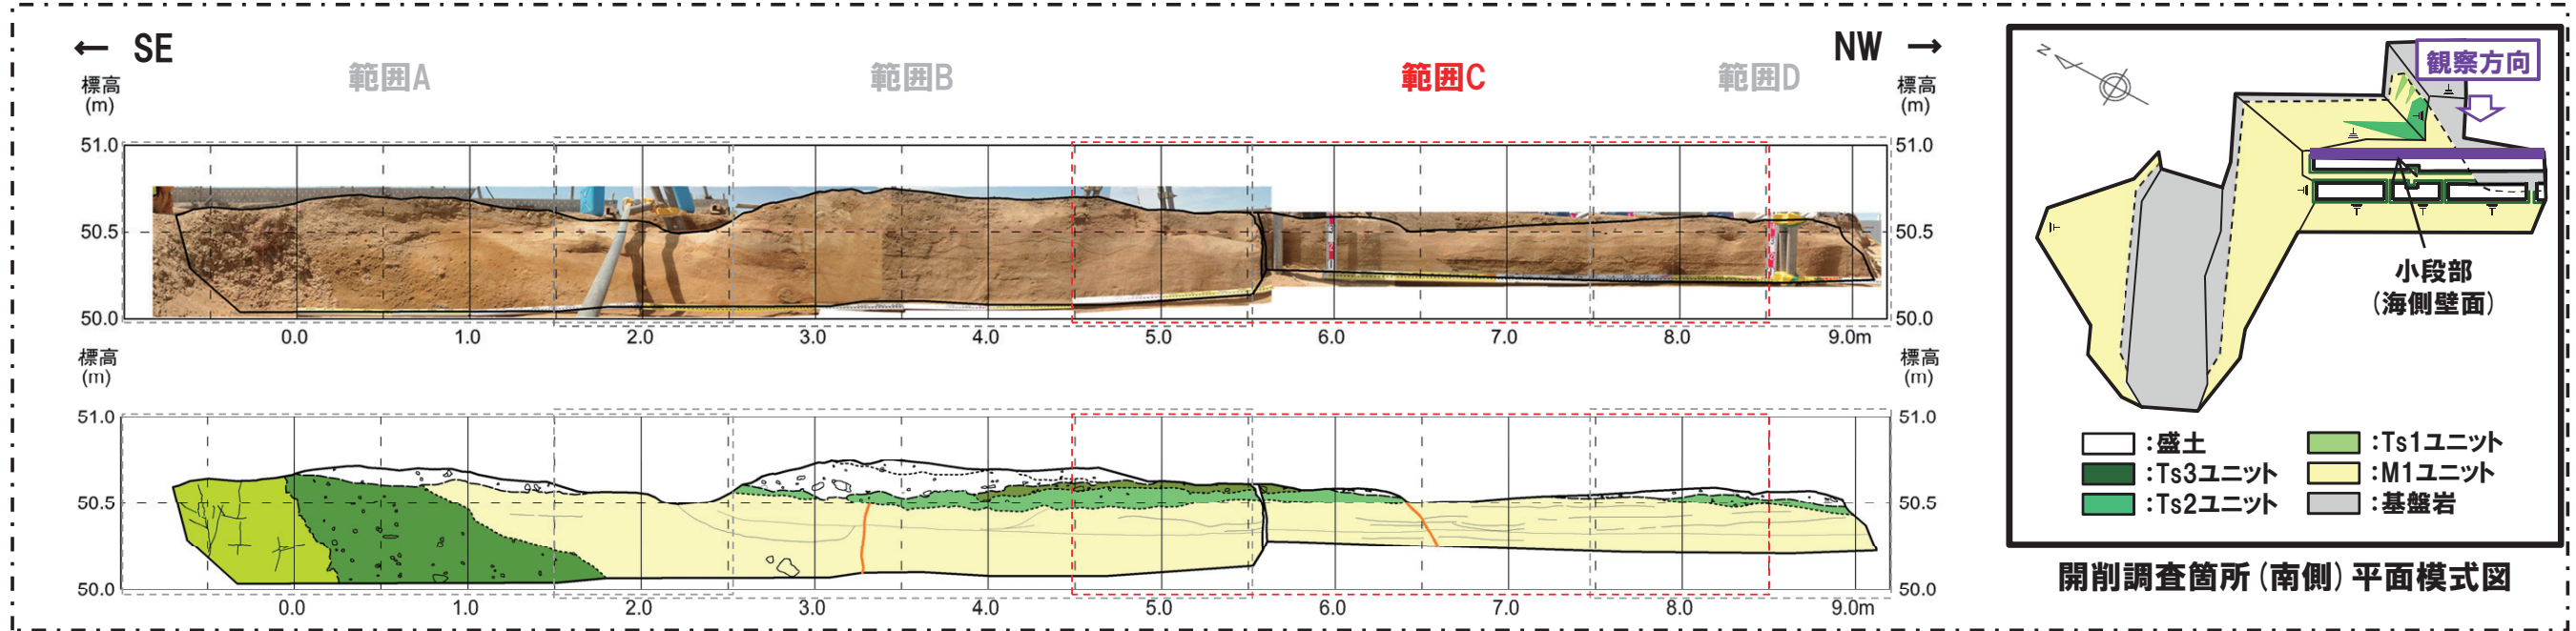 ← SE
NW →
範囲A
範囲B
範囲C
範囲D
標高
(m)
標高
(m)
51.0
50.5
50.0
51.0
50.5
50.0
0.0
1.0
2.0
3.0
4.0
5.0
6.0
7.0
8.0
9.0m
標高
(m)
標高
(m)
51.0
50.5
50.0
51.0
50.5
50.0
0.0
1.0
2.0
3.0
4.0
5.0
6.0
7.0
8.0
9.0m
N
観察方向
小段部
(海側壁面)
:盛土
:Ts3ユニット
:Ts2ユニット
:Ts1ユニット
:M1ユニット
:基盤岩
開削調査箇所(南側)平面模式図